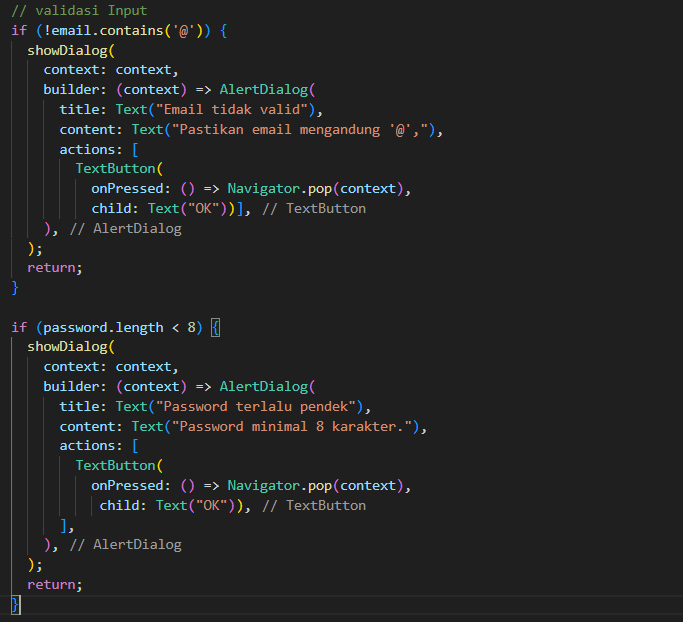 // validasi Input
if (!email.contains('@')) {
  showDialog(
    context: context,
    builder: (context) => AlertDialog(
      title: Text("Email tidak valid"),
      content: Text("Pastikan email mengandung '@',"),
      actions: [
        TextButton(
          onPressed: () => Navigator.pop(context),
          child: Text("OK"))], // TextButton
    ), // AlertDialog
  );
  return;
}

if (password.length < 8) {
  showDialog(
    context: context,
    builder: (context) => AlertDialog(
      title: Text("Password terlalu pendek"),
      content: Text("Password minimal 8 karakter."),
      actions: [
        TextButton(
          onPressed: () => Navigator.pop(context),
           child: Text("OK")), // TextButton
      ],
    ), // AlertDialog
  );
  return;
}